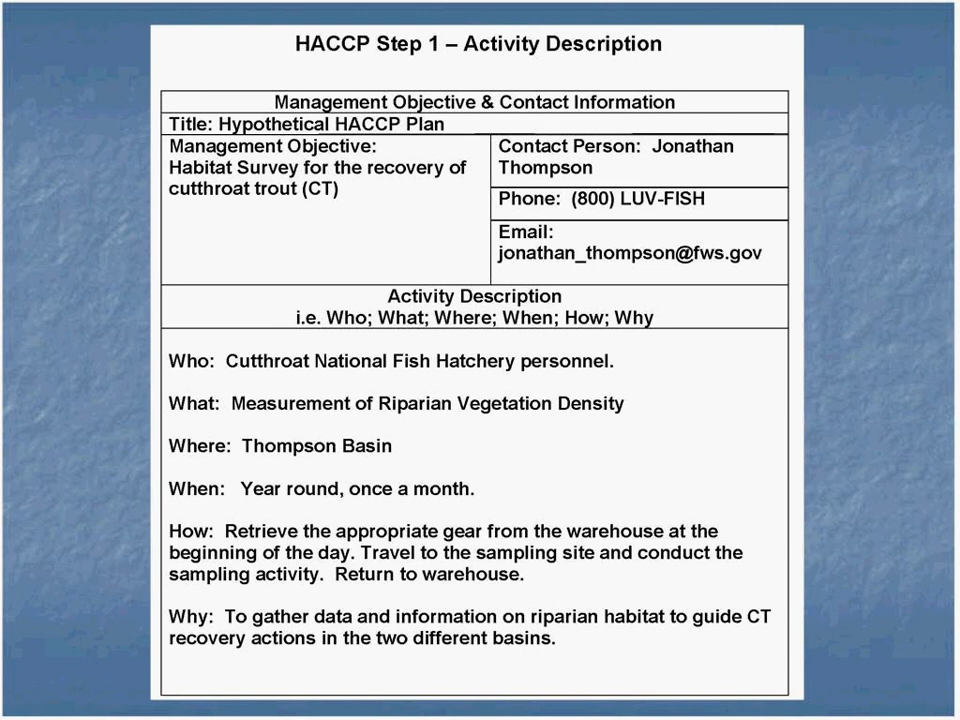 HACCP Step 1 – Activity Description
Management Objective & Contact Information
Title: Hypothetical HACCP Plan
Management Objective:
Habitat Survey for the recovery of
cutthroat trout (CT)
Contact Person:  Jonathan
Thompson
Phone:  (800) LUV-FISH
Email:
jonathan_thompson@fws.gov
Activity Description
i.e. Who; What; Where; When; How; Why
Who:  Cutthroat National Fish Hatchery personnel.
What:  Measurement of Riparian Vegetation Density
Where:  Thompson Basin
When:   Year round, once a month.
How:  Retrieve the appropriate gear from the warehouse at the
beginning of the day. Travel to the sampling site and conduct the
sampling activity.  Return to warehouse.
Why:  To gather data and information on riparian habitat to guide CT
recovery actions in the two different basins.